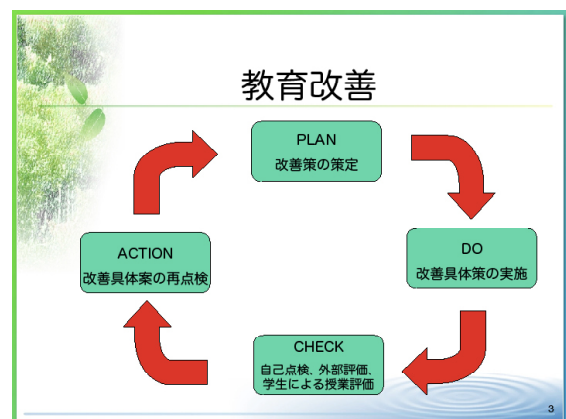 教育改善
PLAN
改善策の策定
ACTION
改善具体案の再点検
DO
改善具体策の実施
CHECK
自己点検、外部評価、
学生による授業評価
3